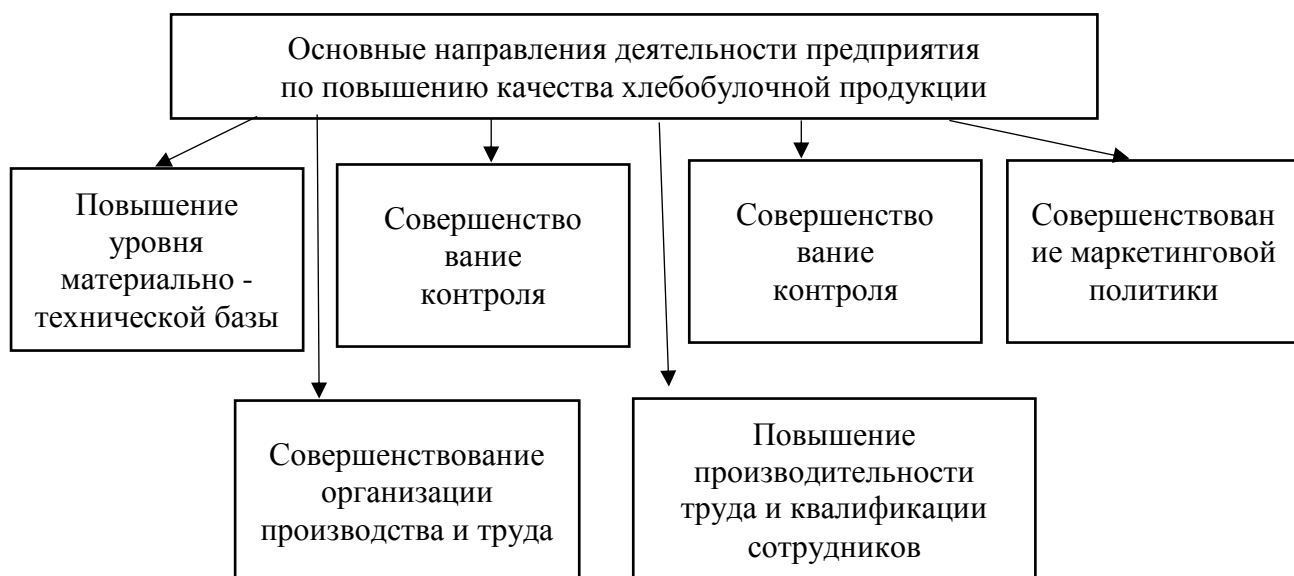 Основные направления деятельности предприятия
по повышению качества хлебобулочной продукции
Повышение
уровня
материально -
технической базы
Совершенство
вание
контроля
Совершенство
вание
контроля
Совершенствован
ие маркетинговой
политики
Совершенствование
организации
производства и труда
Повышение
производительности
труда и квалификации
сотрудников